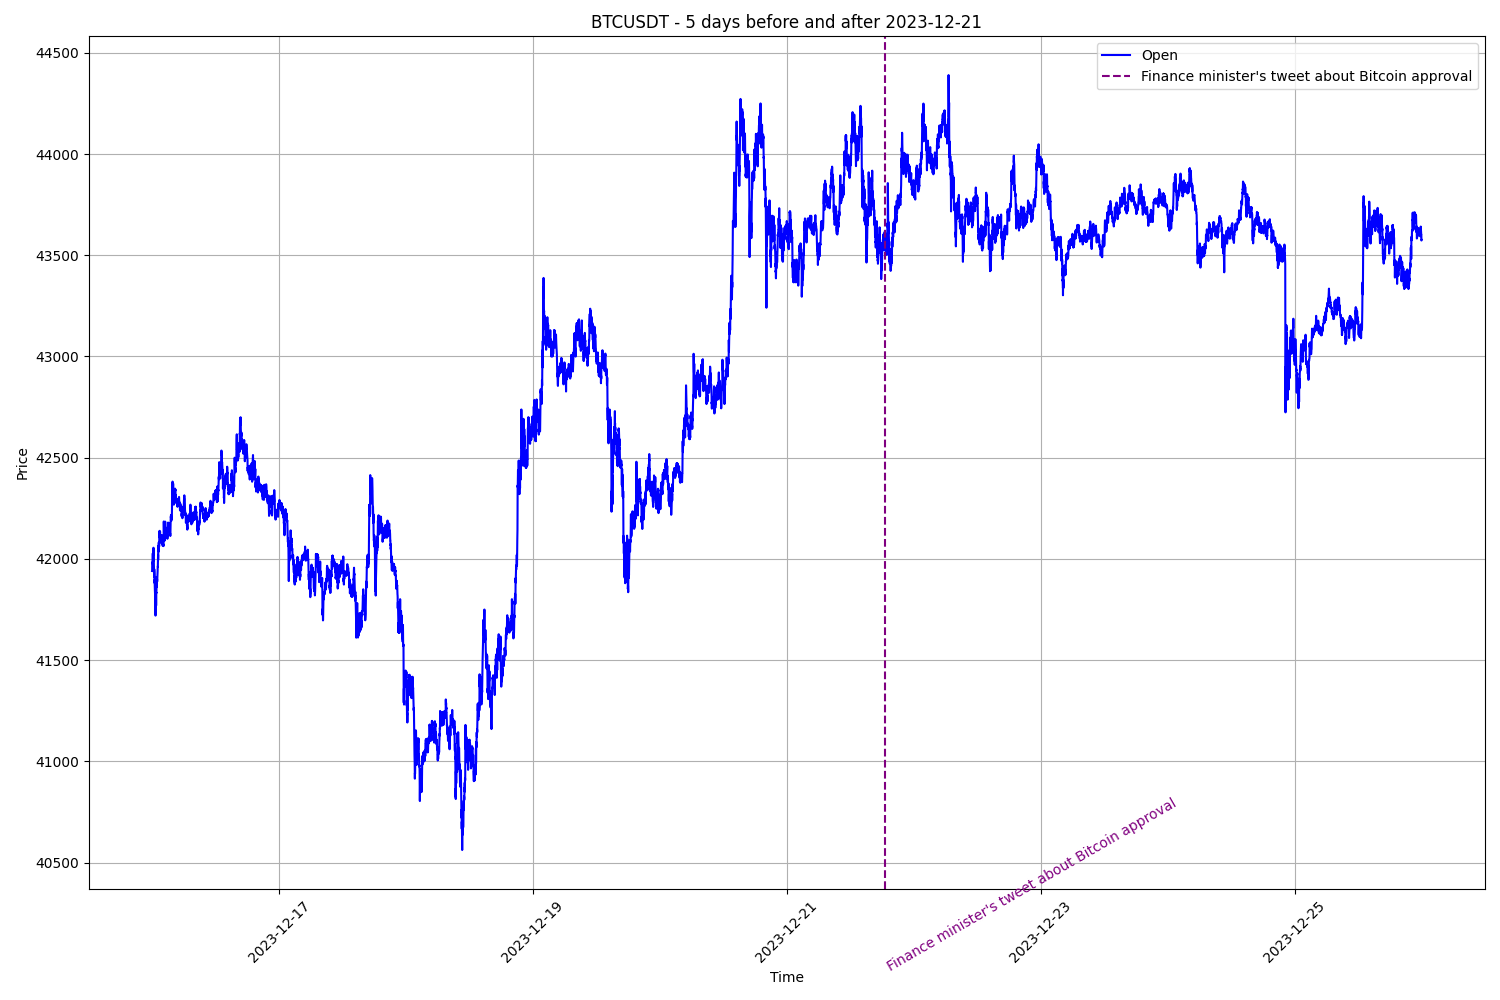 BTCUSDT - 5 days before and after 2023-12-21
Open
Finance minister's tweet about Bitcoin approval
44500
44000
43500
43000
42500
42000
41500
41000
40500
Price
Finance minister's tweet about Bitcoin approval
2023-12-17
2023-12-19
2023-12-21
2023-12-23
2023-12-25
Time